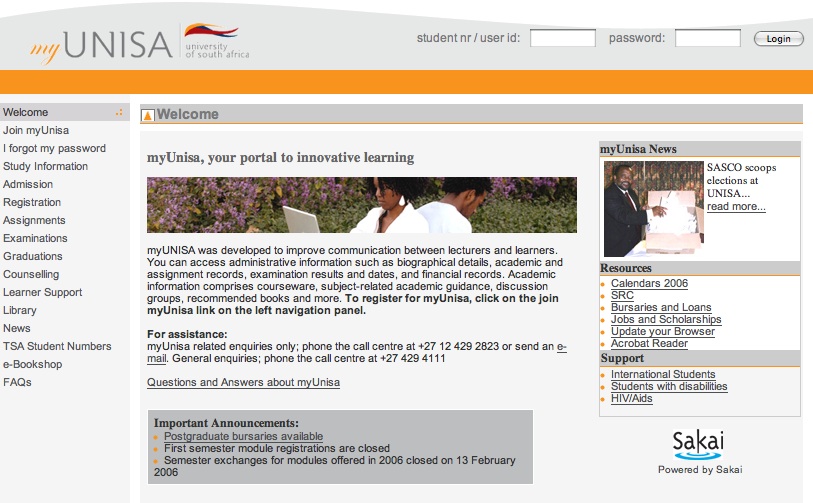 myUNISA
university
of south africa
student nr / user id:
password:
Login
Welcome
Join myUnisa
I forgot my password
Study Information
Admission
Registration
Assignments
Examinations
Graduations
Counselling
Learner Support
Library
News
TSA Student Numbers
e-Bookshop
FAQs
Welcome
myUnisa, your portal to innovative learning
myUNISA was developed to improve communication between lecturers and learners.
You can access administrative information such as biographical details, academic and
assignment records, examination results and dates, and financial records. Academic
information comprises courseware, subject-related academic guidance, discussion
groups, recommended books and more. To register for myUnisa, click on the join
myUnisa link on the left navigation panel.
For assistance:
myUnisa related enquiries only; phone the call centre at +27 12 429 2823 or send an e-
mail. General enquiries; phone the call centre at +27 429 4111
Questions and Answers about myUnisa
Important Announcements:
Postgraduate bursaries available
First semester module registrations are closed
Semester exchanges for modules offered in 2006 closed on 13 February
2006
myUnisa News
SASCO scoops
elections at
UNISA...
read more...
Resources
Calendars 2006
SRC
Bursaries and Loans
Jobs and Scholarships
Update your Browser
Acrobat Reader
Support
International Students
Students with disabilities
HIV/Aids
Sakai
Powered by Sakai